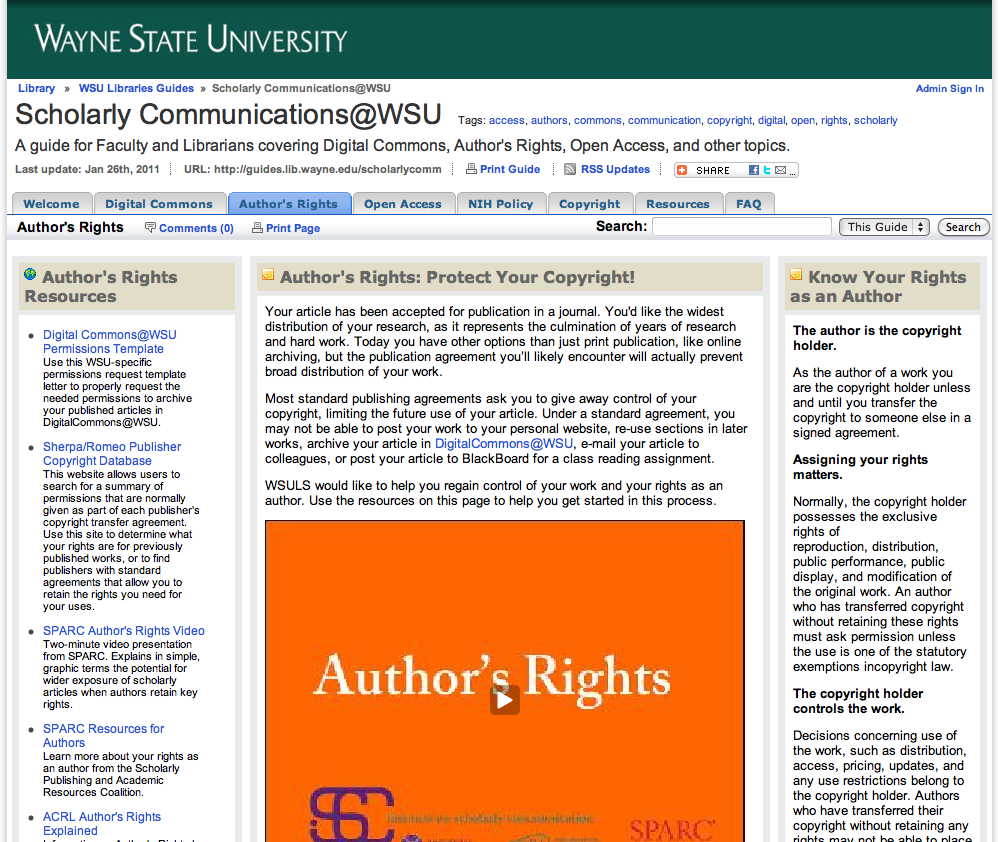 WAYNE STATE UNIVERSITY
Library » WSU Libraries Guides » Scholarly Communications@WSU
Admin Sign In
Scholarly Communications@WSU
Tags: access, authors, commons, communication, copyright, digital, open, rights, scholarly
A guide for Faculty and Librarians covering Digital Commons, Author's Rights, Open Access, and other topics.
Last update: Jan 26th, 2011 URL: http://guides.lib.wayne.edu/scholarlycomm Print Guide RSS Updates SHARE ...
Welcome Digital Commons Author's Rights Open Access NIH Policy Copyright Resources FAQ
Author's Rights Comments (0) Print Page Search: This Guide Search
Author's Rights
Resources
Digital Commons@WSU
Permissions Template
Use this WSU-specific
permissions request template
letter to properly request the
needed permissions to archive
your published articles in
DigitalCommons@WSU.
Sherpa/Romeo Publisher
Copyright Database
This website allows users to
search for a summary of
permissions that are normally
given as part of each publisher's
copyright transfer agreement.
Use this site to determine what
your rights are for previously
published works, or to find
publishers with standard
agreements that allow you to
retain the rights you need for
your uses.
SPARC Author's Rights Video
Two-minute video presentation
from SPARC. Explains in simple,
graphic terms the potential for
wider exposure of scholarly
articles when authors retain key
rights.
SPARC Resources for
Authors
Learn more about your rights as
an author from the Scholarly
Publishing and Academic
Resources Coalition.
ACRL Author's Rights
Explained
Author's Rights: Protect Your Copyright!
Your article has been accepted for publication in a journal. You'd like the widest
distribution of your research, as it represents the culmination of years of research
and hard work. Today you have other options than just print publication, like online
archiving, but the publication agreement you'll likely encounter will actually prevent
broad distribution of your work.
Most standard publishing agreements ask you to give away control of your
copyright, limiting the future use of your article. Under a standard agreement, you
may not be able to post your work to your personal website, re-use sections in later
works, archive your article in DigitalCommons@WSU, e-mail your article to
colleagues, or post your article to BlackBoard for a class reading assignment.
WSULS would like to help you regain control of your work and your rights as an
author. Use the resources on this page to help you get started in this process.
Author's Rights
SC
institute on scholarly communication
SPARC
Know Your Rights
as an Author
The author is the copyright
holder.
As the author of a work you
are the copyright holder unless
and until you transfer the
copyright to someone else in a
signed agreement.
Assigning your rights
matters.
Normally, the copyright holder
possesses the exclusive
rights of
reproduction, distribution,
public performance, public
display, and modification of
the original work. An author
who has transferred copyright
without retaining these rights
must ask permission unless
the use is one of the statutory
exemptions incopyright law.
The copyright holder
controls the work.
Decisions concerning use of
the work, such as distribution,
access, pricing, updates, and
any use restrictions belong to
the copyright holder. Authors
who have transferred their
copyright without retaining any
rights may not be able to place